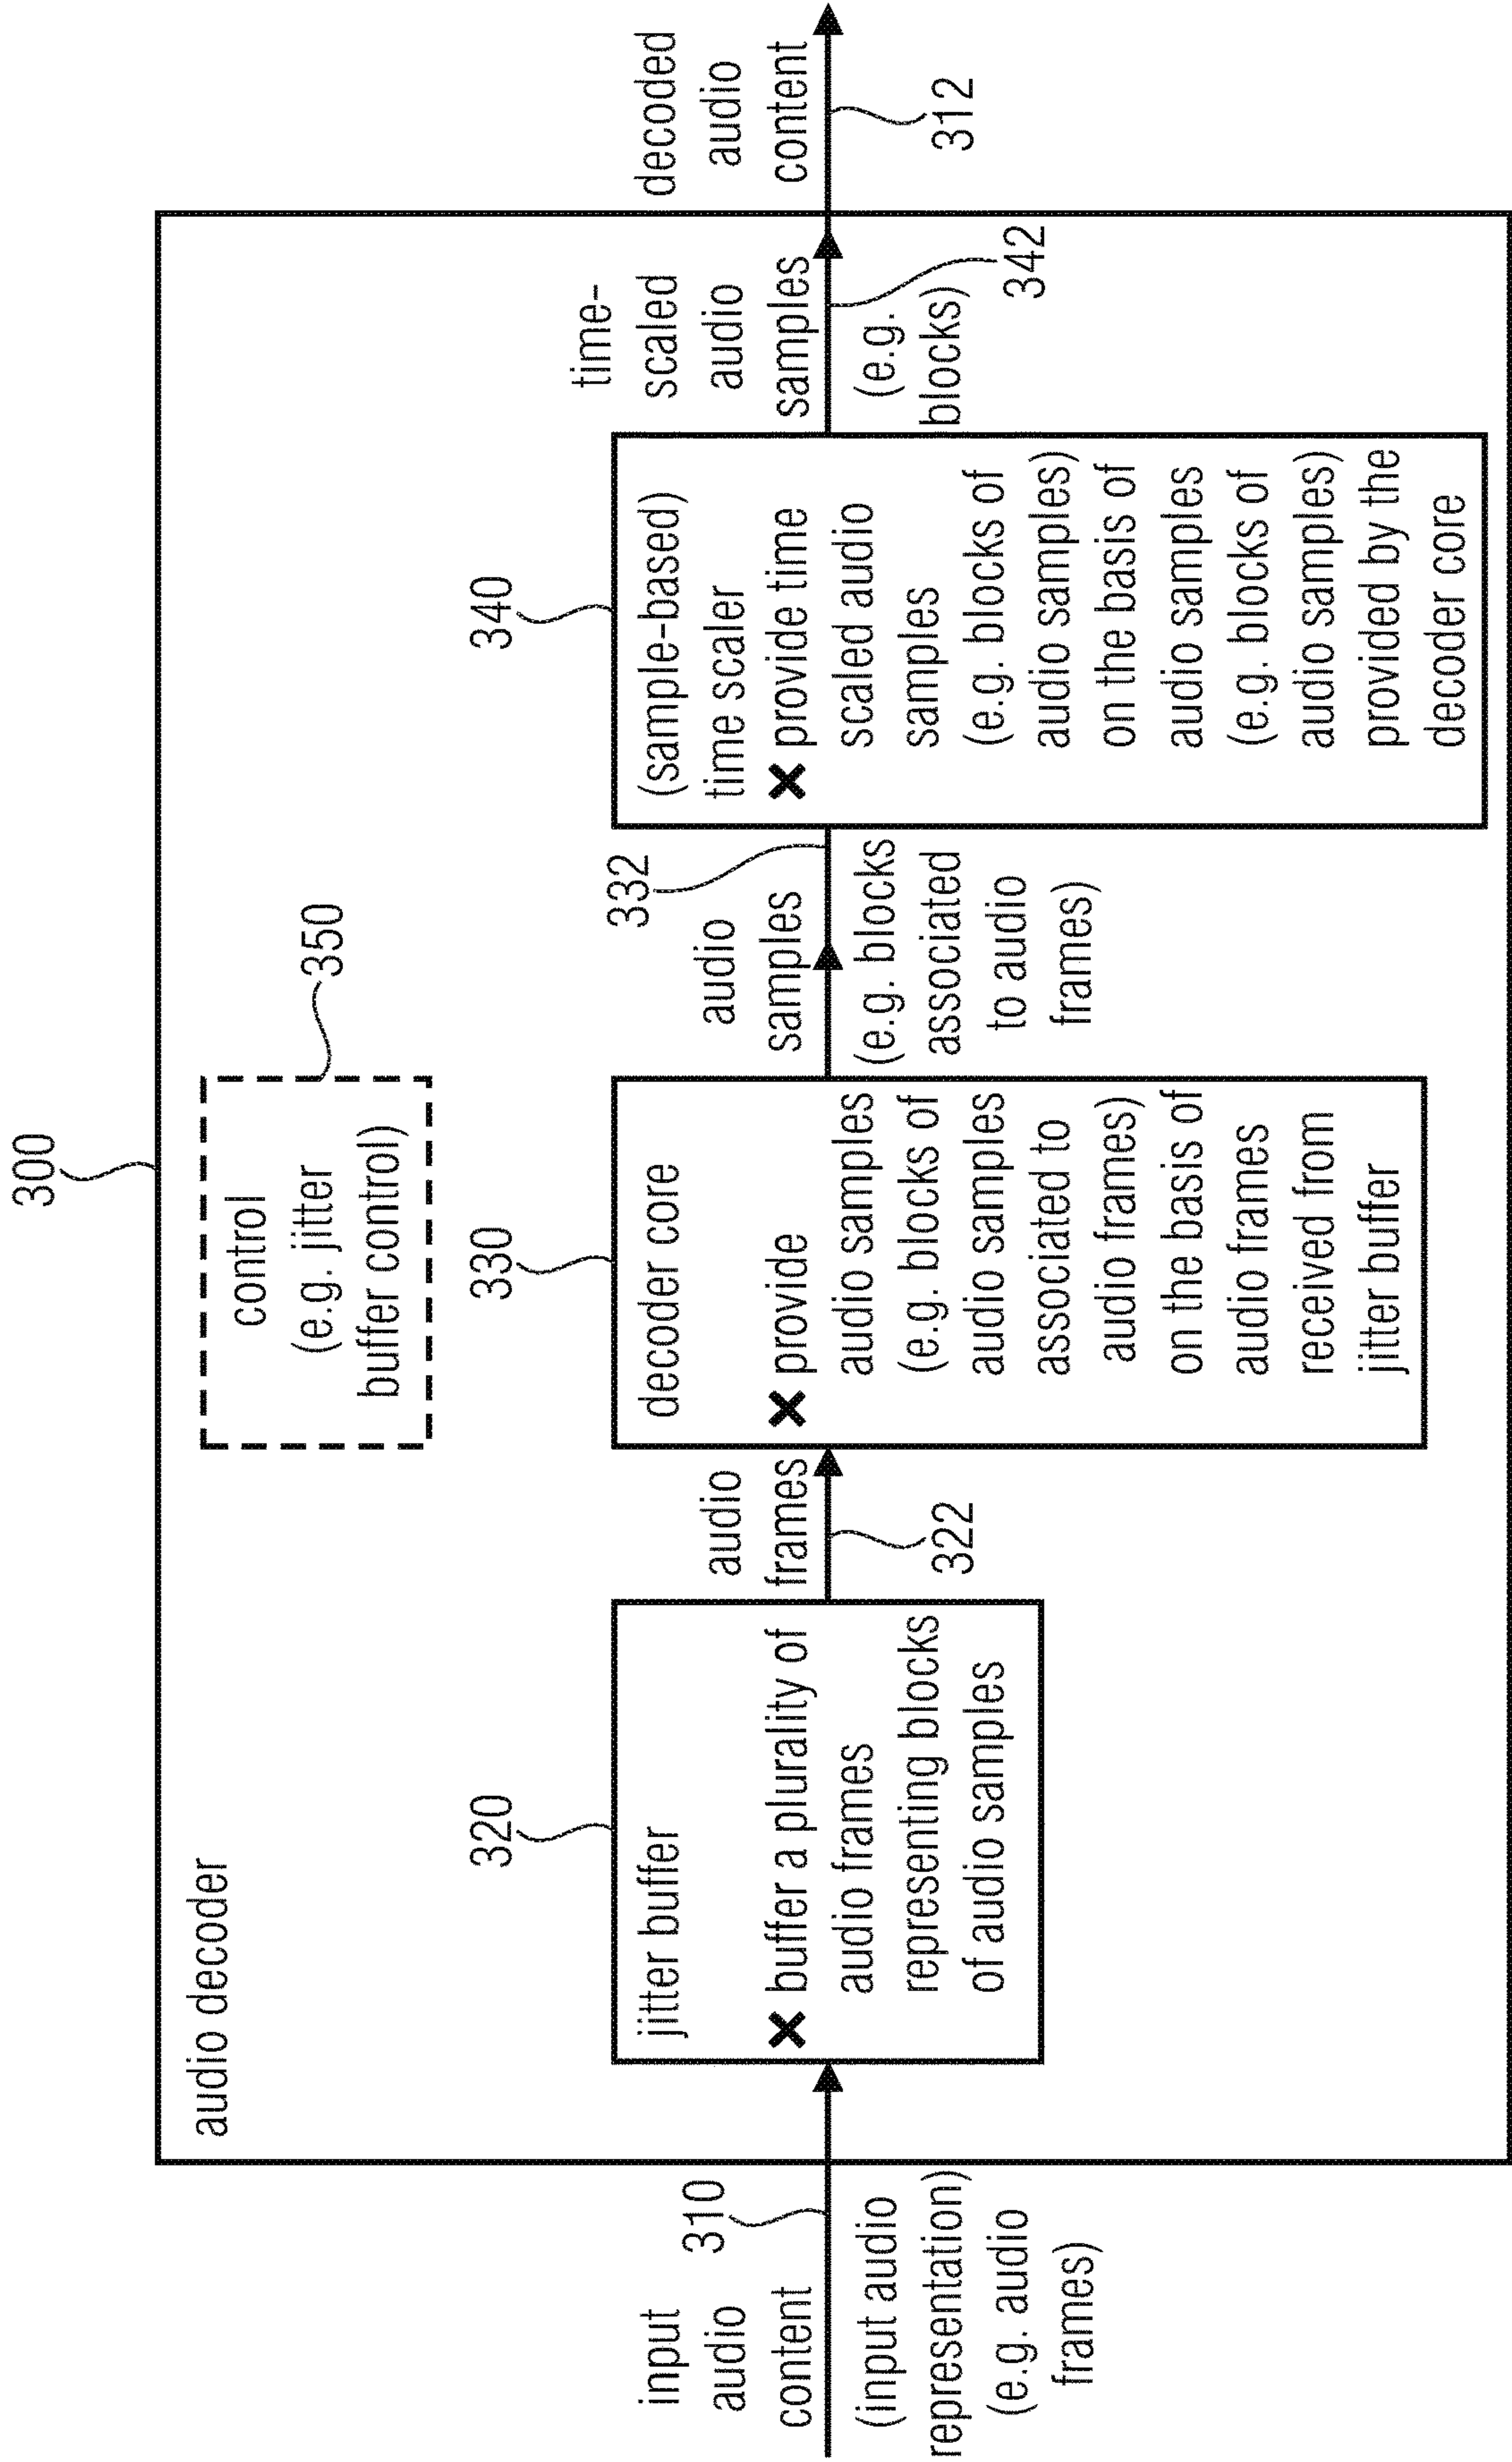 300
audio decoder
control
(e.g. jitter
buffer control)
350
input
audio
content
310
(input audio
representation)
(e.g. audio
frames)
320
jitter buffer
× buffer a plurality of
audio frames
representing blocks
of audio samples
audio
frames
322
330
decoder core
× provide
audio samples
(e.g. blocks of
audio samples
associated to
audio frames)
on the basis of
audio frames
received from
jitter buffer
audio
samples
332
(e.g. blocks
associated
to audio
frames)
340
(sample-based)
time scaler
× provide time
scaled audio
samples
(e.g. blocks of
audio samples)
on the basis of
audio samples
(e.g. blocks of
audio samples)
provided by the
decoder core
time-
scaled
audio
samples
(e.g.
blocks)
342
decoded
audio
content
312